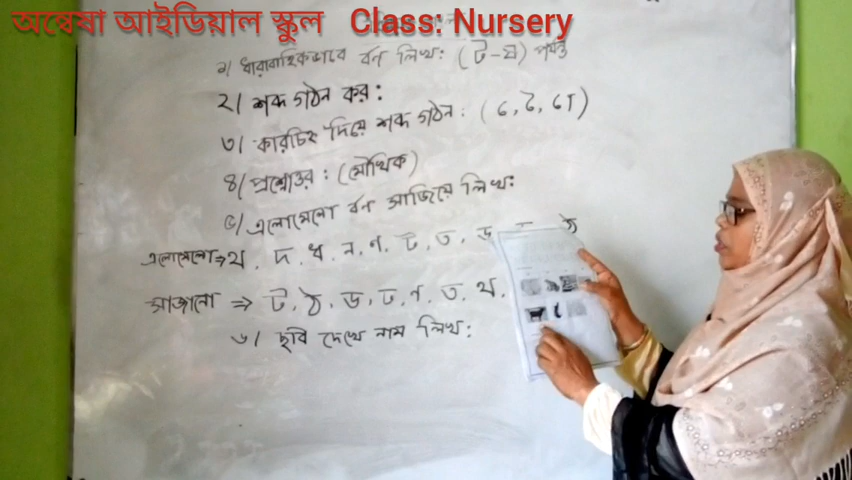 অন্বেষা আইডিয়াল স্কুল Class: Nursery
১/ ধারাবাহিকভাবে বর্ণ লিখ: (ট-ম) পর্যন্ত
২/ শব্দ গঠন কর:
৩/ কারচিহ্ন দিয়ে শব্দ গঠন: (ে, ৈ, ো)
৪/ প্রশ্নোত্তর: (মৌখিক)
৫/ এলোমেলো বর্ণ সাজিয়ে লিখ:
এলোমেলো ⇒ থ, দ, ধ, ন, ণ, ট, ত, ড, ঠ
সাজানো ⇒ ট, ঠ, ড, ঢ, ণ, ত, থ,
৬/ ছবি দেখে নাম লিখ: